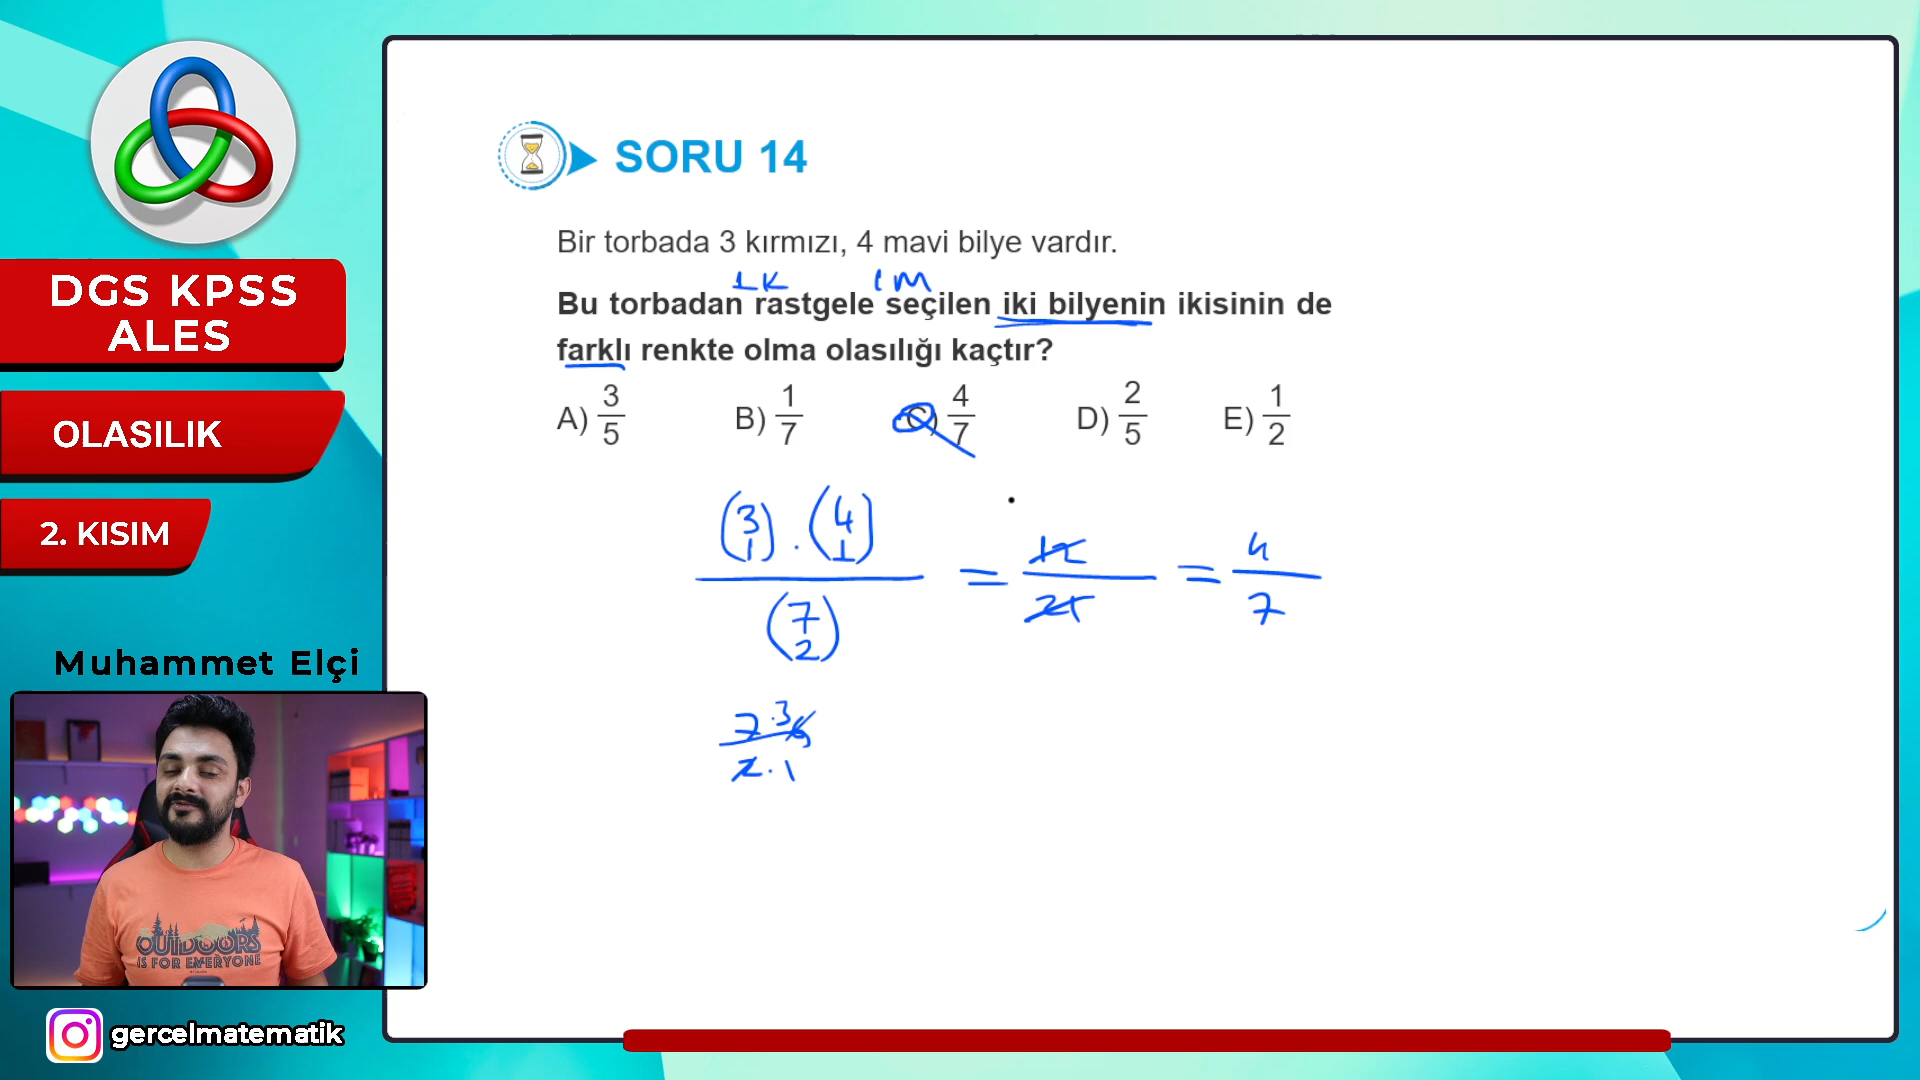 DGS KPSS
ALES
OLASILIK
2. KISIM
Muhammet Elçi
OUTDOORS
IS FOR EVERYONE
gercelmatematik
SORU 14
Bir torbada 3 kırmızı, 4 mavi bilye vardır.
1K 1M
Bu torbadan rastgele seçilen iki bilyenin ikisinin de
farklı renkte olma olasılığı kaçtır?
A) 3/5 B) 1/7 C) 4/7 D) 2/5 E) 1/2
(3 1) . (4 1) / (7 2) = 12/21 = 4/7
7 . 6 3 / 2 . 1